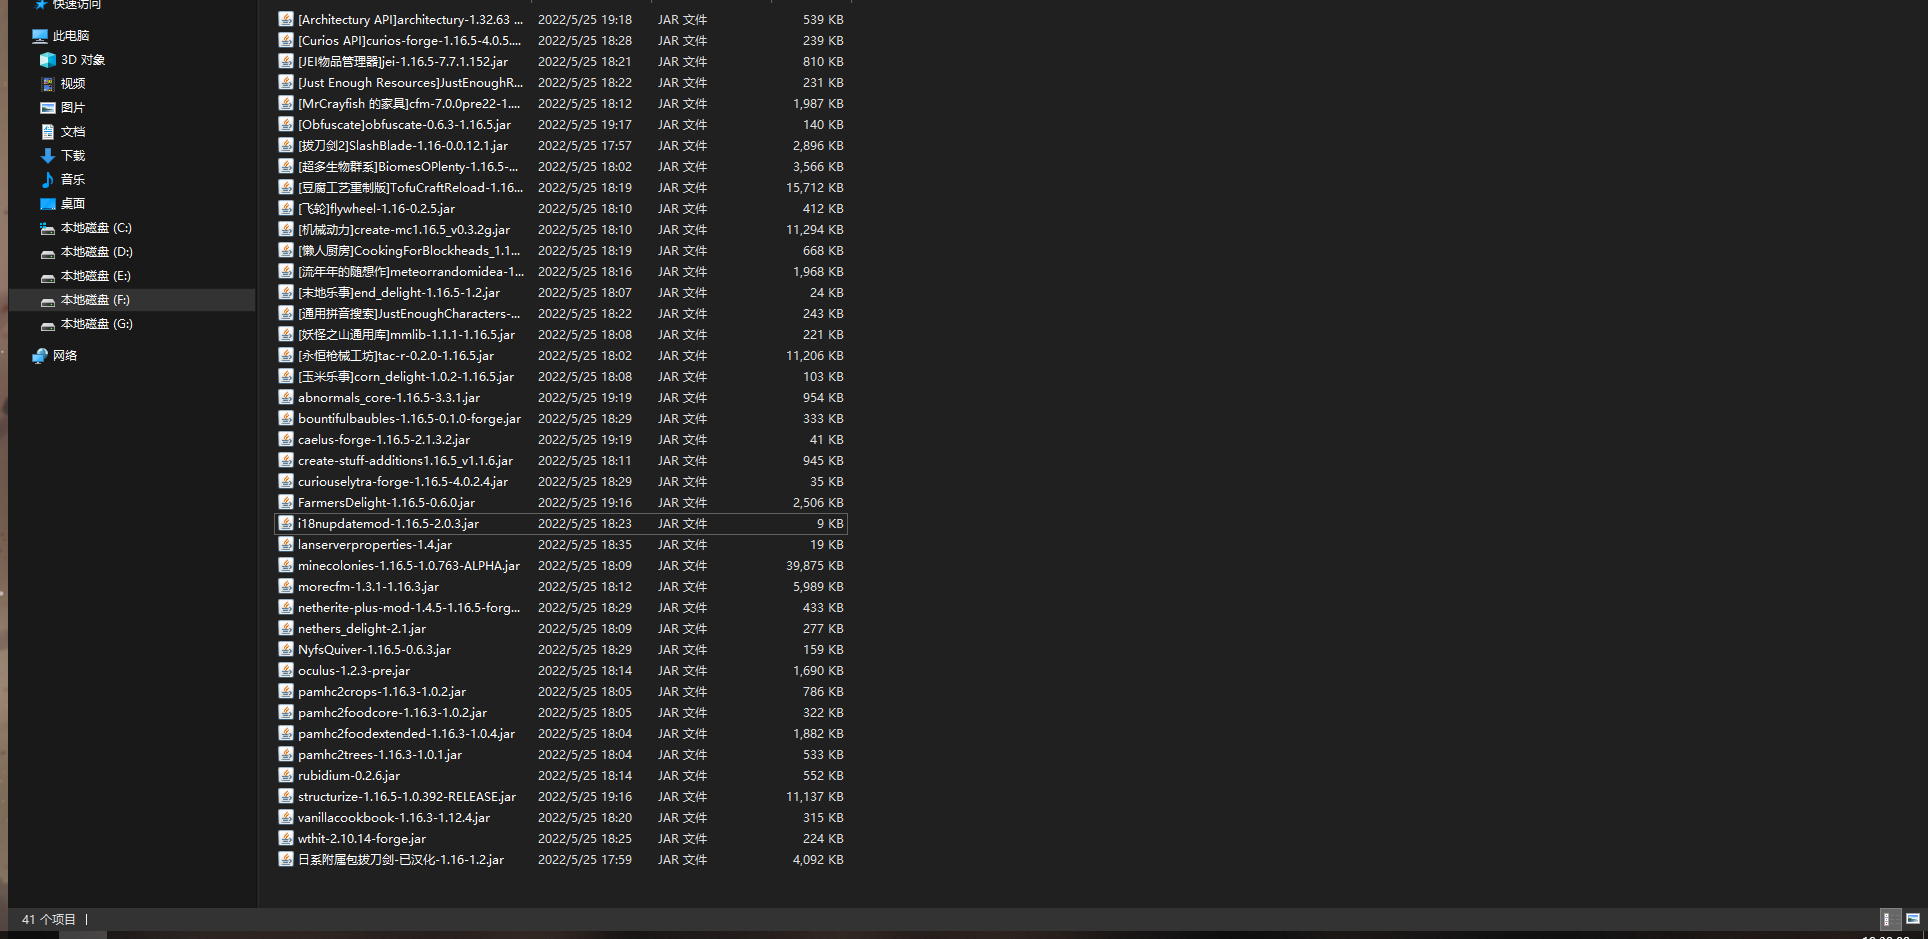 快速访问
此电脑
3D 对象
视频
图片
文档
下载
音乐
桌面
本地磁盘 (C:)
本地磁盘 (D:)
本地磁盘 (E:)
本地磁盘 (F:)
本地磁盘 (G:)
网络
[Architectury API]architectury-1.32.63 ... 2022/5/25 19:18 JAR 文件 539 KB
[Curios API]curios-forge-1.16.5-4.0.5.... 2022/5/25 18:28 JAR 文件 239 KB
[JEI物品管理器]jei-1.16.5-7.7.1.152.jar 2022/5/25 18:21 JAR 文件 810 KB
[Just Enough Resources]JustEnoughR... 2022/5/25 18:22 JAR 文件 231 KB
[MrCrayfish 的家具]cfm-7.0.0pre22-1.... 2022/5/25 18:12 JAR 文件 1,987 KB
[Obfuscate]obfuscate-0.6.3-1.16.5.jar 2022/5/25 19:17 JAR 文件 140 KB
[拔刀剑2]SlashBlade-1.16-0.0.12.1.jar 2022/5/25 17:57 JAR 文件 2,896 KB
[超多生物群系]BiomesOPlenty-1.16.5-... 2022/5/25 18:02 JAR 文件 3,566 KB
[豆腐工艺重制版]TofuCraftReload-1.16... 2022/5/25 18:19 JAR 文件 15,712 KB
[飞轮]flywheel-1.16-0.2.5.jar 2022/5/25 18:10 JAR 文件 412 KB
[机械动力]create-mc1.16.5_v0.3.2g.jar 2022/5/25 18:10 JAR 文件 11,294 KB
[懒人厨房]CookingForBlockheads_1.1... 2022/5/25 18:19 JAR 文件 668 KB
[流年年的随想作]meteorrandomidea-1... 2022/5/25 18:16 JAR 文件 1,968 KB
[末地乐事]end_delight-1.16.5-1.2.jar 2022/5/25 18:07 JAR 文件 24 KB
[通用拼音搜索]JustEnoughCharacters-... 2022/5/25 18:22 JAR 文件 243 KB
[妖怪之山通用库]mmlib-1.1.1-1.16.5.jar 2022/5/25 18:08 JAR 文件 221 KB
[永恒枪械工坊]tac-r-0.2.0-1.16.5.jar 2022/5/25 18:02 JAR 文件 11,206 KB
[玉米乐事]corn_delight-1.0.2-1.16.5.jar 2022/5/25 18:08 JAR 文件 103 KB
abnormals_core-1.16.5-3.3.1.jar 2022/5/25 19:19 JAR 文件 954 KB
bountifulbaubles-1.16.5-0.1.0-forge.jar 2022/5/25 18:29 JAR 文件 333 KB
caelus-forge-1.16.5-2.1.3.2.jar 2022/5/25 19:19 JAR 文件 41 KB
create-stuff-additions1.16.5_v1.1.6.jar 2022/5/25 18:11 JAR 文件 945 KB
curiouselytra-forge-1.16.5-4.0.2.4.jar 2022/5/25 18:29 JAR 文件 35 KB
FarmersDelight-1.16.5-0.6.0.jar 2022/5/25 19:16 JAR 文件 2,506 KB
i18nupdatemod-1.16.5-2.0.3.jar 2022/5/25 18:23 JAR 文件 9 KB
lanserverproperties-1.4.jar 2022/5/25 18:35 JAR 文件 19 KB
minecolonies-1.16.5-1.0.763-ALPHA.jar 2022/5/25 18:09 JAR 文件 39,875 KB
morecfm-1.3.1-1.16.3.jar 2022/5/25 18:12 JAR 文件 5,989 KB
netherite-plus-mod-1.4.5-1.16.5-forg... 2022/5/25 18:29 JAR 文件 433 KB
nethers_delight-2.1.jar 2022/5/25 18:09 JAR 文件 277 KB
NyfsQuiver-1.16.5-0.6.3.jar 2022/5/25 18:29 JAR 文件 159 KB
oculus-1.2.3-pre.jar 2022/5/25 18:14 JAR 文件 1,690 KB
pamhc2crops-1.16.3-1.0.2.jar 2022/5/25 18:05 JAR 文件 786 KB
pamhc2foodcore-1.16.3-1.0.2.jar 2022/5/25 18:05 JAR 文件 322 KB
pamhc2foodextended-1.16.3-1.0.4.jar 2022/5/25 18:04 JAR 文件 1,882 KB
pamhc2trees-1.16.3-1.0.1.jar 2022/5/25 18:04 JAR 文件 533 KB
rubidium-0.2.6.jar 2022/5/25 18:14 JAR 文件 552 KB
structurize-1.16.5-1.0.392-RELEASE.jar 2022/5/25 19:16 JAR 文件 11,137 KB
vanillacookbook-1.16.3-1.12.4.jar 2022/5/25 18:20 JAR 文件 315 KB
wthit-2.10.14-forge.jar 2022/5/25 18:25 JAR 文件 224 KB
日系附属包拔刀剑-已汉化-1.16-1.2.jar 2022/5/25 17:59 JAR 文件 4,092 KB
41 个项目